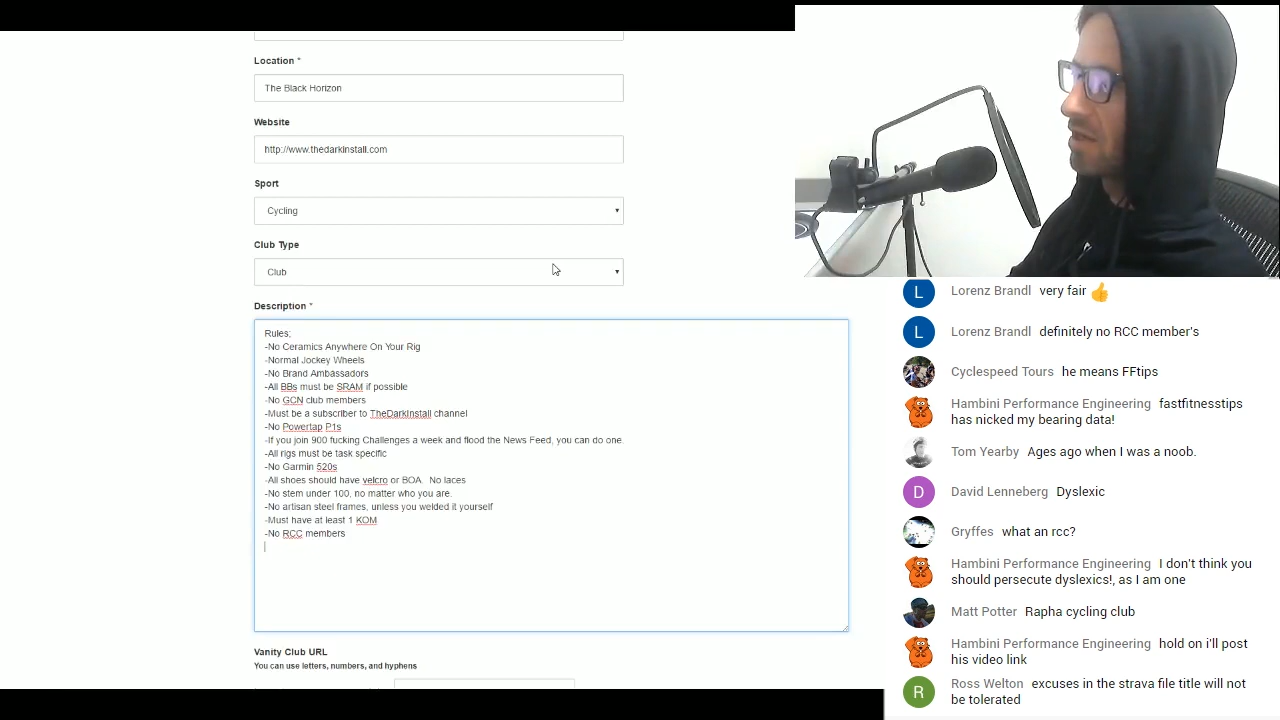 Location *
The Black Horizon
Website
http://www.thedarkinstall.com
Sport
Cycling
Club Type
Club
Description *
Rules;
-No Ceramics Anywhere On Your Rig
-Normal Jockey Wheels
-No Brand Ambassadors
-All BBs must be SRAM if possible
-No GCN club members
-Must be a subscriber to TheDarkInstall channel
-No Powertap P1s
-If you join 900 fucking Challenges a week and flood the News Feed, you can do one.
-All rigs must be task specific
-No Garmin 520s
-All shoes should have velcro or BOA.  No laces
-No stem under 100, no matter who you are.
-No artisan steel frames, unless you welded it yourself
-Must have at least 1 KOM
-No RCC members
Vanity Club URL
You can use letters, numbers, and hyphens
L
Lorenz Brandl very fair 👍
L
Lorenz Brandl definitely no RCC member's
Cyclespeed Tours he means FFtips
Hambini Performance Engineering fastfitnesstips
has nicked my bearing data!
Tom Yearby Ages ago when I was a noob.
D
David Lenneberg Dyslexic
Gryffes what an rcc?
Hambini Performance Engineering I don't think you
should persecute dyslexics!, as I am one
Matt Potter Rapha cycling club
Hambini Performance Engineering hold on i'll post
his video link
R
Ross Welton excuses in the strava file title will not
be tolerated